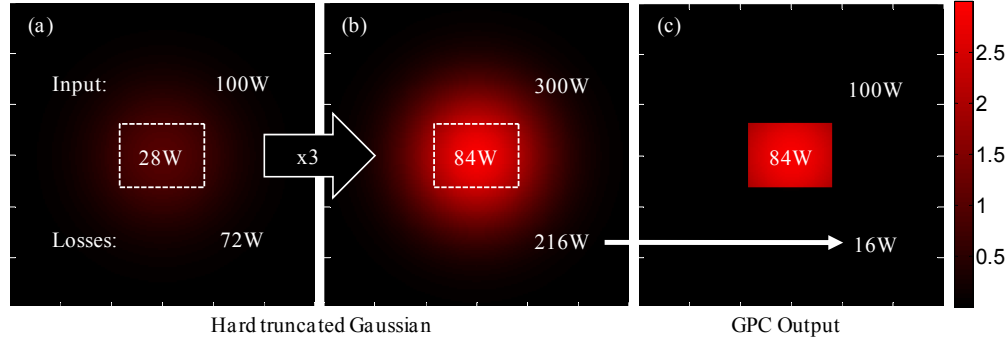 (a)
Input: 100W
28W
Losses: 72W
x3
(b)
300W
84W
216W
(c)
100W
84W
16W
2.5
2
1.5
1
0.5
Hard truncated Gaussian
GPC Output